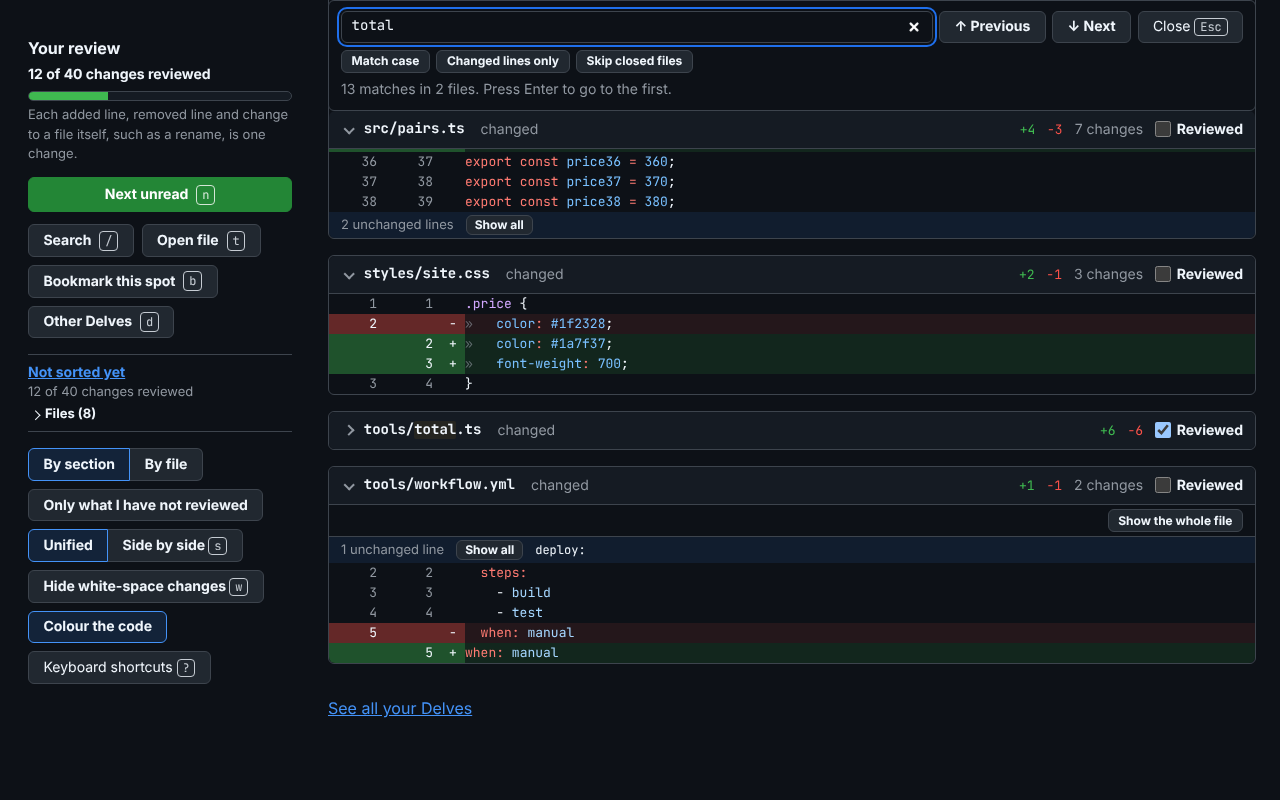 total
↑ Previous
↓ Next
Close Esc
Match case
Changed lines only
Skip closed files
13 matches in 2 files. Press Enter to go to the first.
Your review
12 of 40 changes reviewed
Each added line, removed line and change
to a file itself, such as a rename, is one
change.
Next unread n
Search /
Open file t
Bookmark this spot b
Other Delves d
Not sorted yet
12 of 40 changes reviewed
Files (8)
By section
By file
Only what I have not reviewed
Unified
Side by side s
Hide white-space changes w
Colour the code
Keyboard shortcuts ?
src/pairs.ts changed +4 -3 7 changes Reviewed
36 37 export const price36 = 360;
37 38 export const price37 = 370;
38 39 export const price38 = 380;
2 unchanged lines Show all
styles/site.css changed +2 -1 3 changes Reviewed
1 1 .price {
2 - » color: #1f2328;
2 + » color: #1a7f37;
3 + » font-weight: 700;
3 4 }
tools/total.ts changed +6 -6 Reviewed
tools/workflow.yml changed +1 -1 2 changes Reviewed
Show the whole file
1 unchanged line Show all deploy:
2 2 steps:
3 3 - build
4 4 - test
5 - when: manual
5 + when: manual
See all your Delves